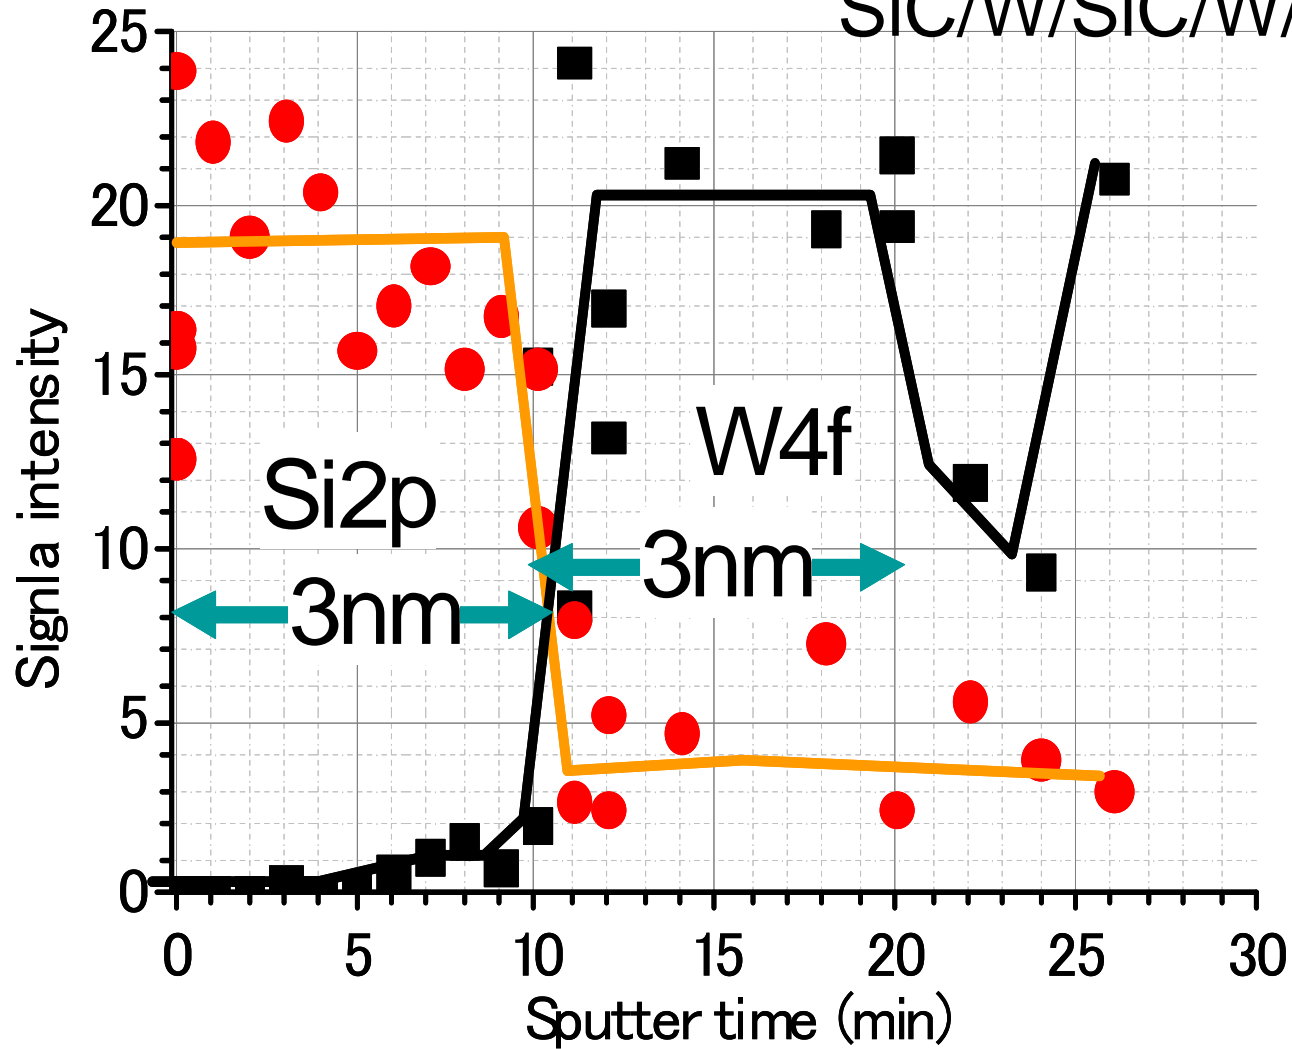 SiC/W/SiC/W/
25
20
15
10
5
0
Signla intensity
Si2p
W4f
3nm
3nm
0 5 10 15 20 25 30
Sputter time (min)